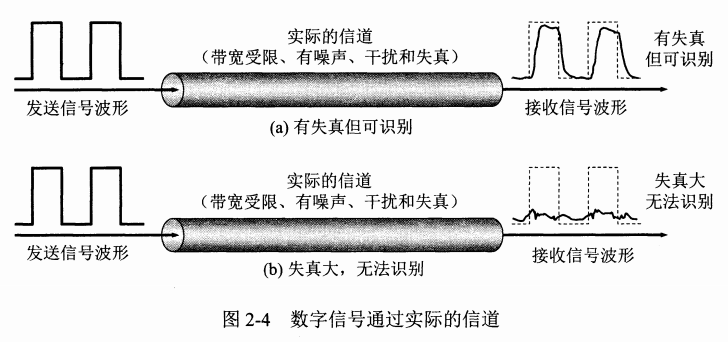 实际的信道
(带宽受限、有噪声、干扰和失真)
有失真
但可识别
发送信号波形
接收信号波形
(a) 有失真但可识别
实际的信道
(带宽受限、有噪声、干扰和失真)
失真大
无法识别
发送信号波形
接收信号波形
(b) 失真大，无法识别
图 2-4 数字信号通过实际的信道